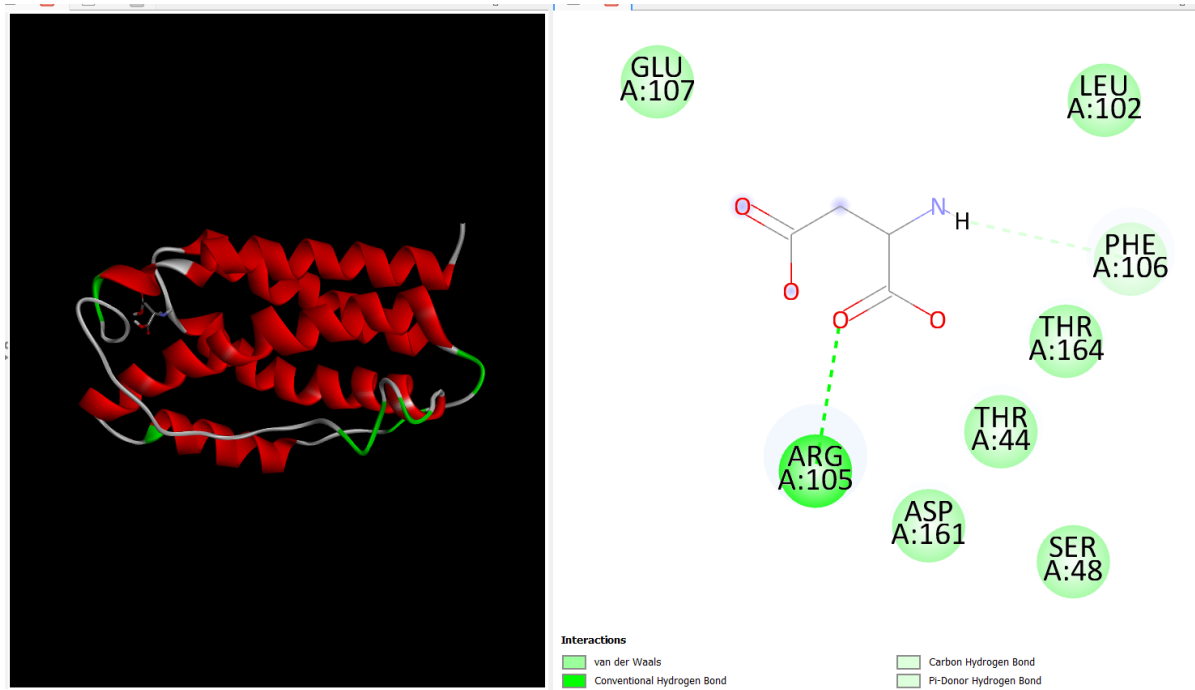 GLU
A:107
LEU
A:102
O
N
H
PHE
A:106
O
O
O
THR
A:164
THR
A:44
ARG
A:105
ASP
A:161
SER
A:48
Interactions
van der Waals
Carbon Hydrogen Bond
Conventional Hydrogen Bond
Pi-Donor Hydrogen Bond